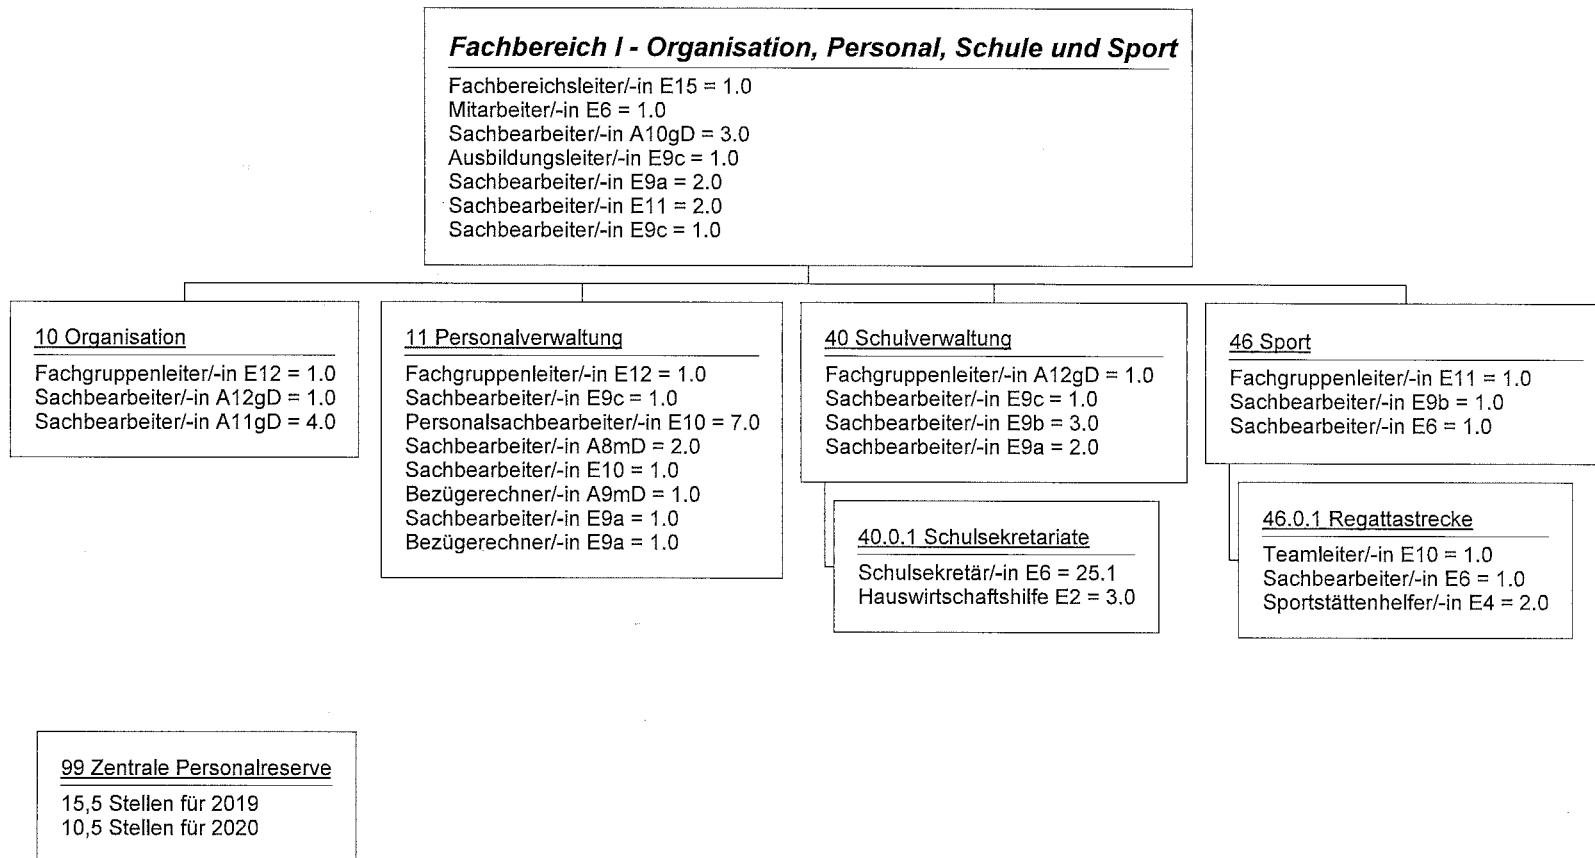 Fachbereich I - Organisation, Personal, Schule und Sport
Fachbereichsleiter/-in E15 = 1.0
Mitarbeiter/-in E6 = 1.0
Sachbearbeiter/-in A10gD = 3.0
Ausbildungsleiter/-in E9c = 1.0
Sachbearbeiter/-in E9a = 2.0
Sachbearbeiter/-in E11 = 2.0
Sachbearbeiter/-in E9c = 1.0
10 Organisation
Fachgruppenleiter/-in E12 = 1.0
Sachbearbeiter/-in A12gD = 1.0
Sachbearbeiter/-in A11gD = 4.0
11 Personalverwaltung
Fachgruppenleiter/-in E12 = 1.0
Sachbearbeiter/-in E9c = 1.0
Personalsachbearbeiter/-in E10 = 7.0
Sachbearbeiter/-in A8mD = 2.0
Sachbearbeiter/-in E10 = 1.0
Bezügerechner/-in A9mD = 1.0
Sachbearbeiter/-in E9a = 1.0
Bezügerechner/-in E9a = 1.0
40 Schulverwaltung
Fachgruppenleiter/-in A12gD = 1.0
Sachbearbeiter/-in E9c = 1.0
Sachbearbeiter/-in E9b = 3.0
Sachbearbeiter/-in E9a = 2.0
40.0.1 Schulsekretariate
Schulsekretär/-in E6 = 25.1
Hauswirtschaftshilfe E2 = 3.0
46 Sport
Fachgruppenleiter/-in E11 = 1.0
Sachbearbeiter/-in E9b = 1.0
Sachbearbeiter/-in E6 = 1.0
46.0.1 Regattastrecke
Teamleiter/-in E10 = 1.0
Sachbearbeiter/-in E6 = 1.0
Sportstättenhelfer/-in E4 = 2.0
99 Zentrale Personalreserve
15,5 Stellen für 2019
10,5 Stellen für 2020